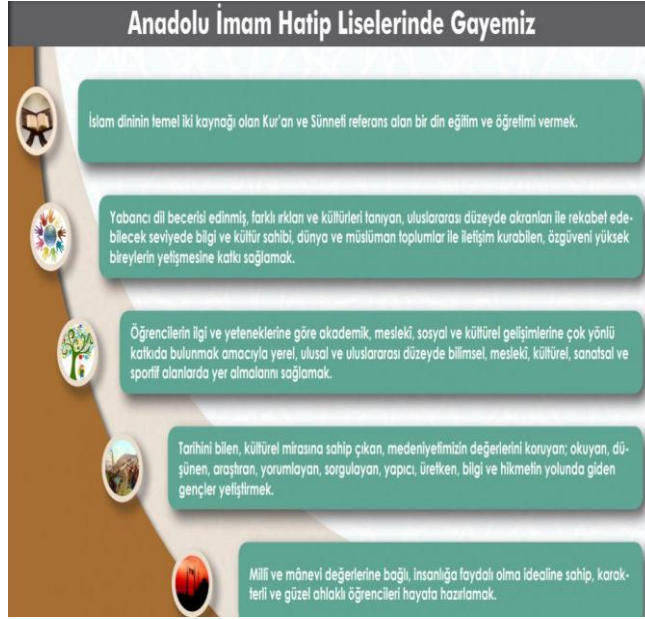 Anadolu İmam Hatip Liselerinde Gayemiz
İslam dininin temel iki kaynağı olan Kur'an ve Sünneti referans alan bir din eğitim ve öğretimi vermek.
Yabancı dil becerisi edinmiş, farklı ırkları ve kültürleri tanıyan, uluslararası düzeyde akranları ile rekabet ede-
bilecek seviyede bilgi ve kültür sahibi, dünya ve müslüman toplumlar ile iletişim kurabilen, özgüveni yüksek
bireylerin yetişmesine katkı sağlamak.
Öğrencilerin ilgi ve yeteneklerine göre akademik, meslekî, sosyal ve kültürel gelişimlerine çok yönlü
katkıda bulunmak amacıyla yerel, ulusal ve uluslararası düzeyde bilimsel, meslekî, kültürel, sanatsal ve
sportif alanlarda yer almalarını sağlamak.
Tarihini bilen, kültürel mirasına sahip çıkan, medeniyetimizin değerlerini koruyan; okuyan, dü-
şünen, araştıran, yorumlayan, sorgulayan, yapıcı, üretken, bilgi ve hikmetin yolunda giden
gençler yetiştirmek.
Millî ve mânevi değerlerine bağlı, insanlığa faydalı olma idealine sahip, karak-
terli ve güzel ahlaklı öğrencileri hayata hazırlamak.